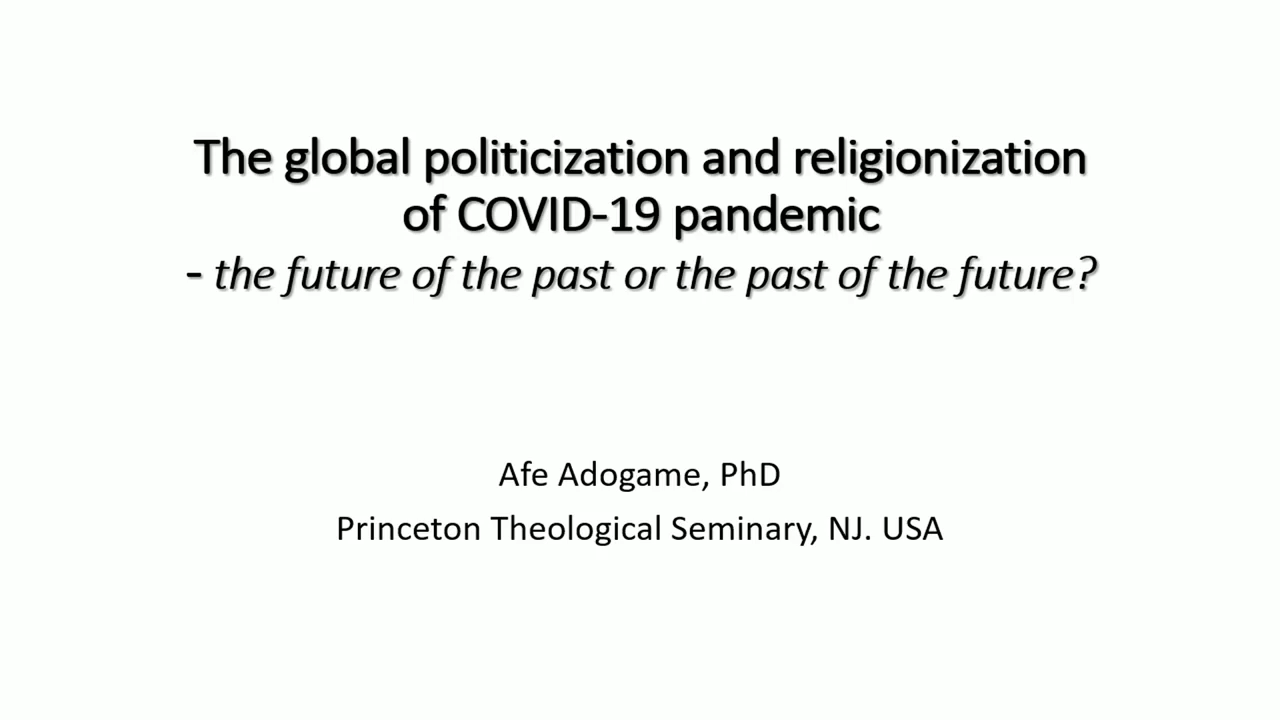 The global politicization and religionization
of COVID-19 pandemic
- the future of the past or the past of the future?
Afe Adogame, PhD
Princeton Theological Seminary, NJ. USA